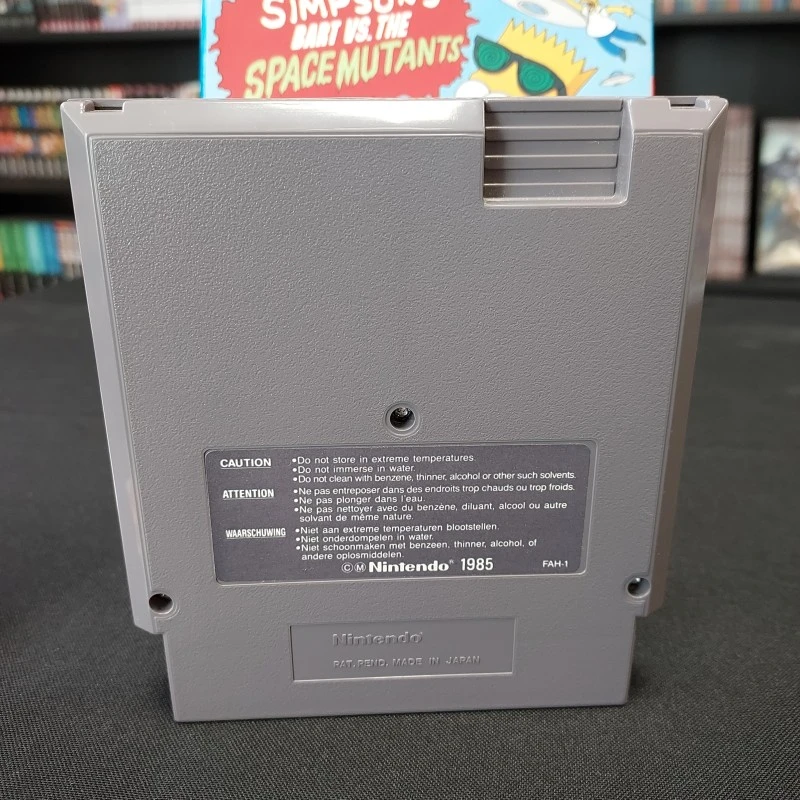 SIMPSONS
BART VS. THE
SPACE MUTANTS
CAUTION
•Do not store in extreme temperatures.
•Do not immerse in water.
•Do not clean with benzene, thinner, alcohol or other such solvents.
ATTENTION
•Ne pas entreposer dans des endroits trop chauds ou trop froids.
•Ne pas plonger dans l'eau.
•Ne pas nettoyer avec du benzène, diluant, alcool ou autre
solvant de même nature.
WAARSCHUWING
•Niet aan extreme temperaturen blootstellen.
•Niet onderdompelen in water.
•Niet schoonmaken met benzeen, thinner, alcohol, of
andere oplosmiddelen.
ⒸⓂ Nintendo® 1985 FAH-1
Nintendo®
PAT. PEND. MADE IN JAPAN